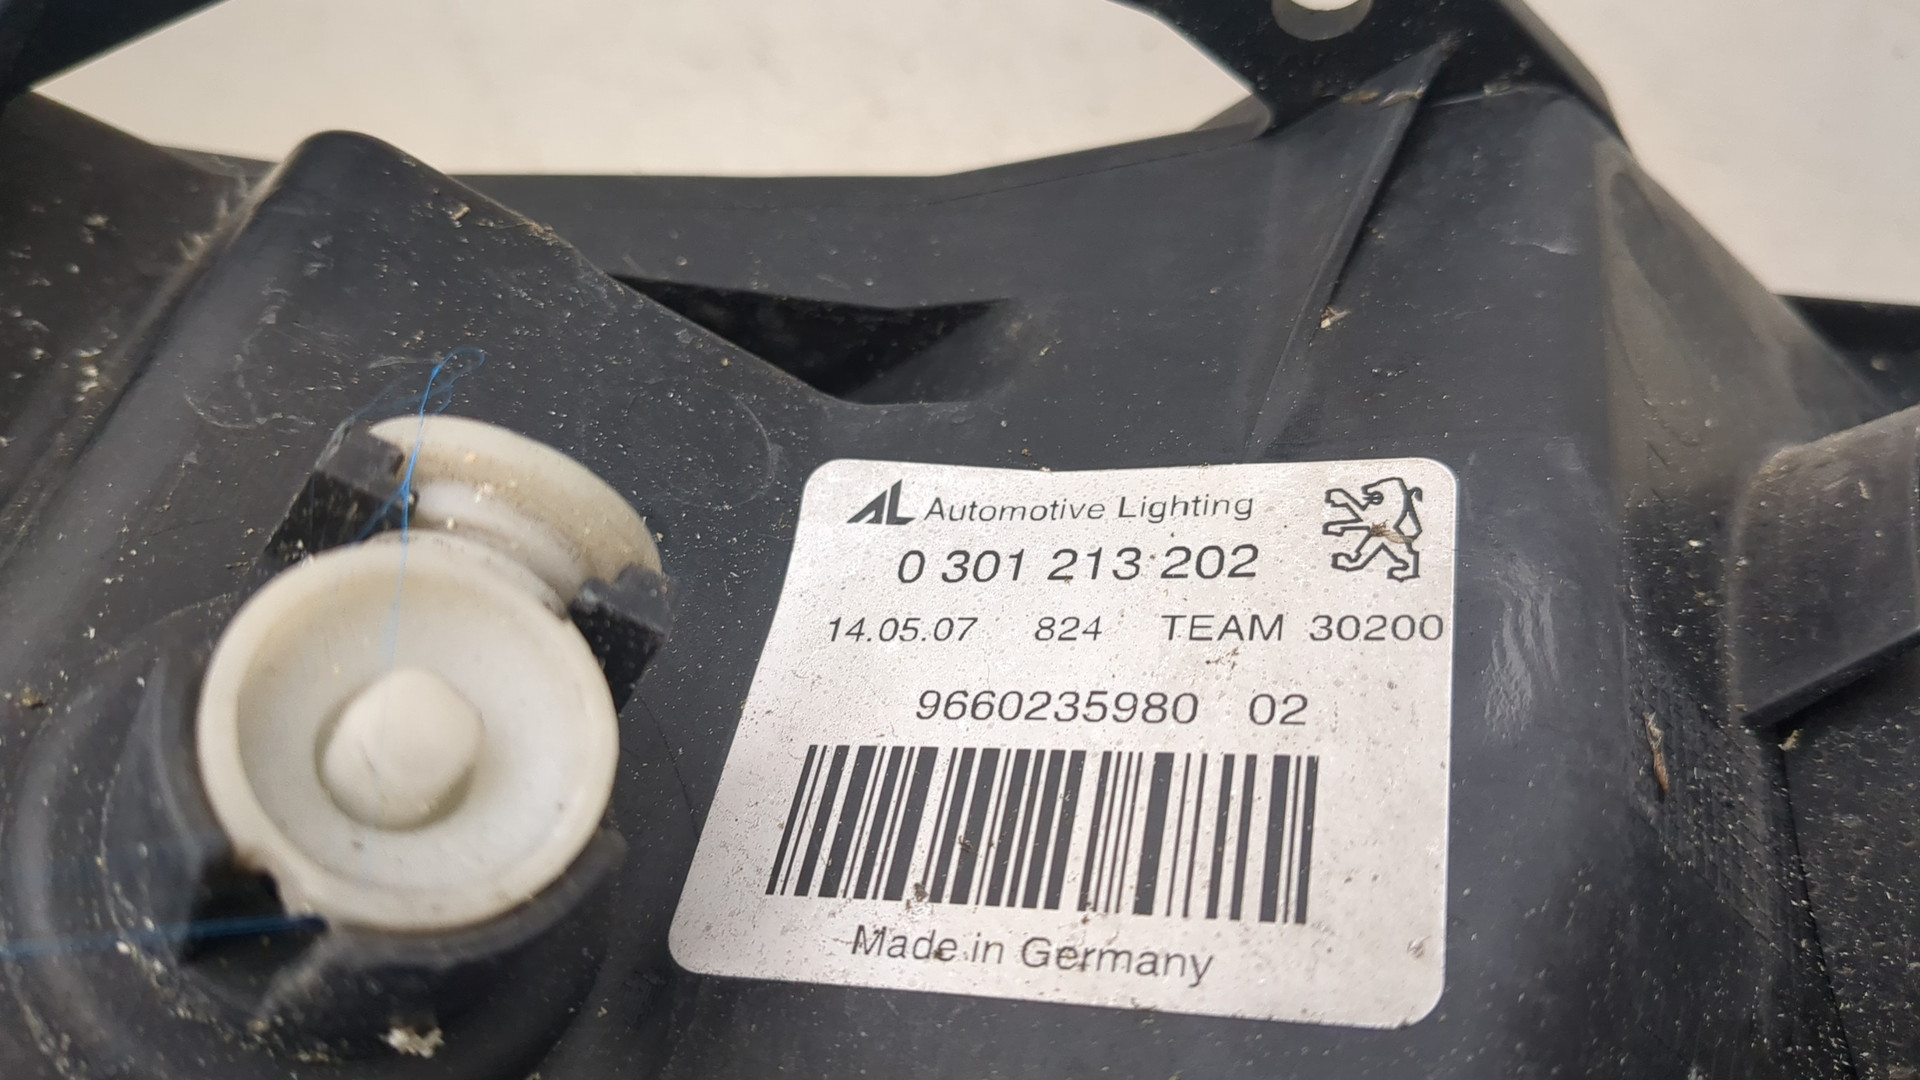 AL Automotive Lighting
0 301 213 202
14.05.07 824 TEAM 30200
9660235980 02
Made in Germany